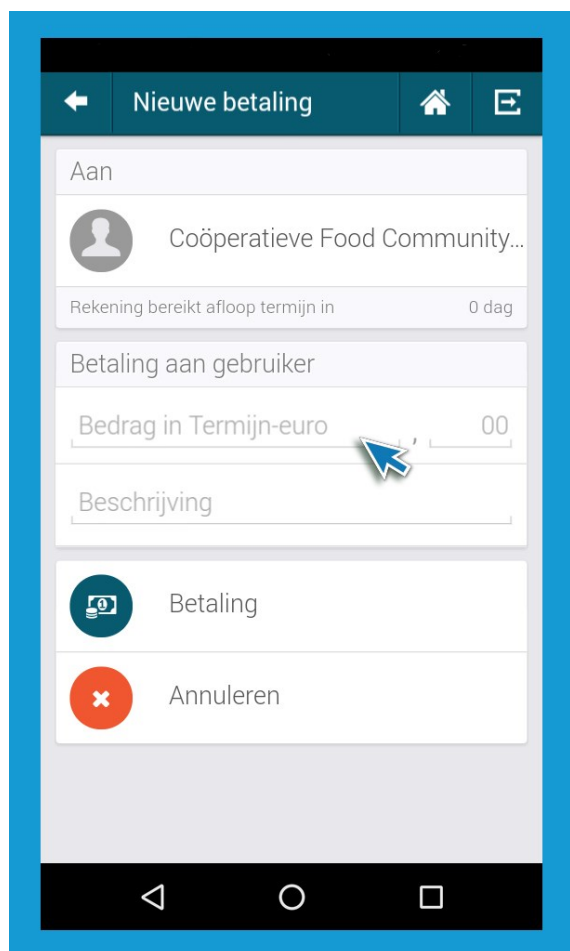 Nieuwe betaling
Aan
Coöperatieve Food Community...
Rekening bereikt afloop termijn in 0 dag
Betaling aan gebruiker
Bedrag in Termijn-euro , 00
Beschrijving
Betaling
Annuleren